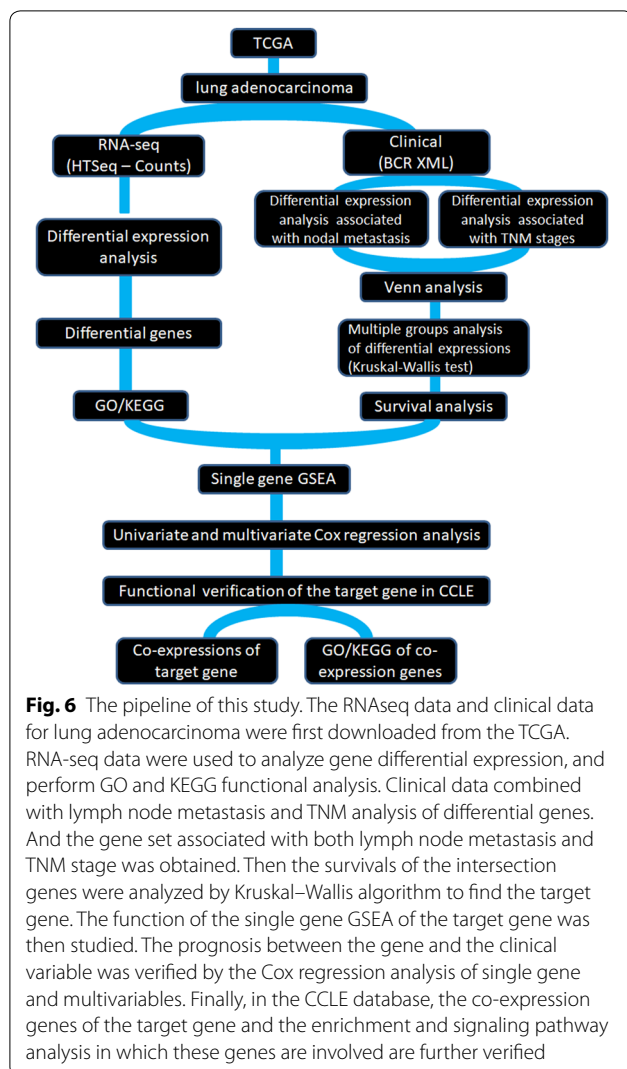 TCGA
lung adenocarcinoma
RNA-seq
(HTSeq – Counts)
Clinical
(BCR XML)
Differential expression
analysis associated
with nodal metastasis
Differential expression
analysis associated
with TNM stages
Differential expression
analysis
Venn analysis
Differential genes
Multiple groups analysis
of differential expressions
(Kruskal-Wallis test)
GO/KEGG
Survival analysis
Single gene GSEA
Univariate and multivariate Cox regression analysis
Functional verification of the target gene in CCLE
Co-expressions of
target gene
GO/KEGG of co-
expression genes
Fig. 6 The pipeline of this study. The RNAseq data and clinical data
for lung adenocarcinoma were first downloaded from the TCGA.
RNA-seq data were used to analyze gene differential expression, and
perform GO and KEGG functional analysis. Clinical data combined
with lymph node metastasis and TNM analysis of differential genes.
And the gene set associated with both lymph node metastasis and
TNM stage was obtained. Then the survivals of the intersection
genes were analyzed by Kruskal–Wallis algorithm to find the target
gene. The function of the single gene GSEA of the target gene was
then studied. The prognosis between the gene and the clinical
variable was verified by the Cox regression analysis of single gene
and multivariables. Finally, in the CCLE database, the co-expression
genes of the target gene and the enrichment and signaling pathway
analysis in which these genes are involved are further verified